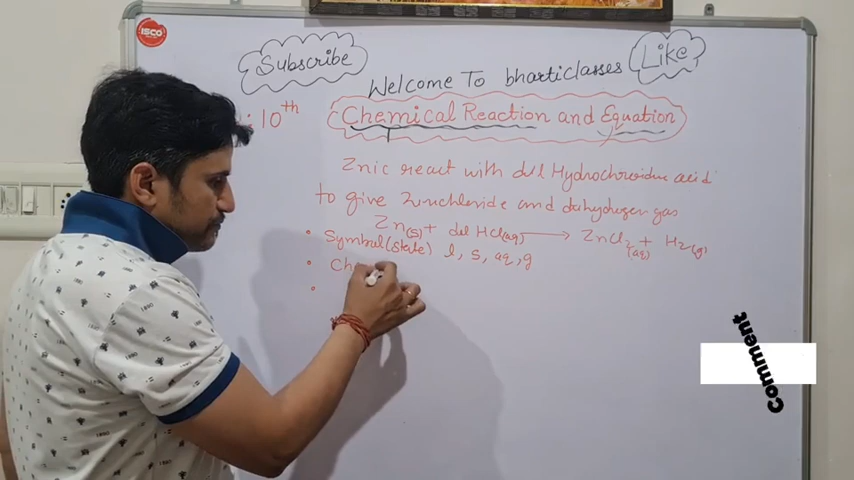 ISCO
Subscribe
Like
Welcome To bharticlasses
: 10th
Chemical Reaction and Equation
Znic react with dil Hydrochroridric acid
to give Zincchloride and dihydrogen gas
Zn(s) + dil HCl(aq) → ZnCl2(aq) + H2(g)
• Symbol (state) l, s, aq, g
• Ch
•
Comment